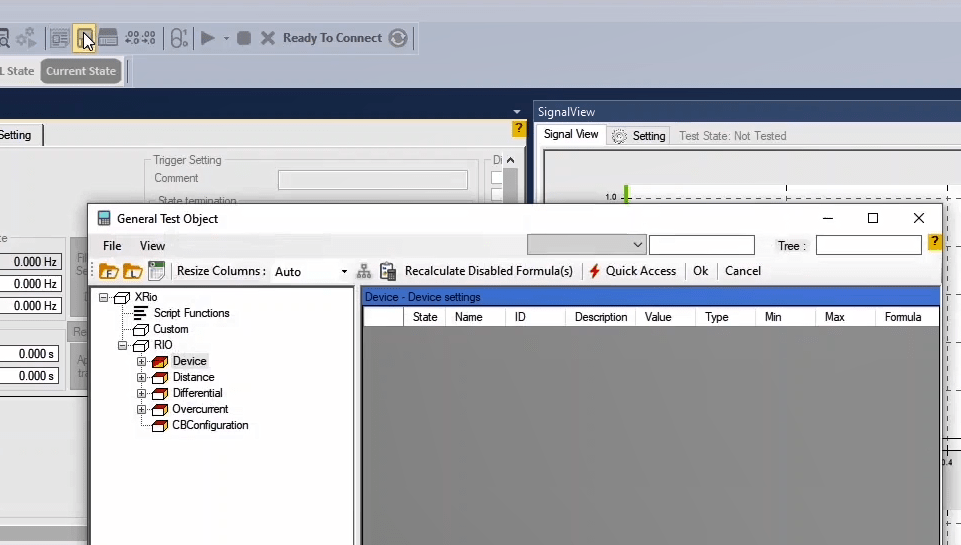 Ready To Connect
L State
Current State
SignalView
Setting
?
Signal View
Setting
Test State: Not Tested
Trigger Setting
Comment
State termination
1.0
General Test Object
File
View
Tree :
?
Resize Columns :
Auto
Recalculate Disabled Formula(s)
Quick Access
Ok
Cancel
0.000 Hz
0.000 Hz
0.000 Hz
0.000 s
0.000 s
XRio
Script Functions
Custom
RIO
Device
Distance
Differential
Overcurrent
CBConfiguration
Device - Device settings
State Name ID Description Value Type Min Max Formula
0.4